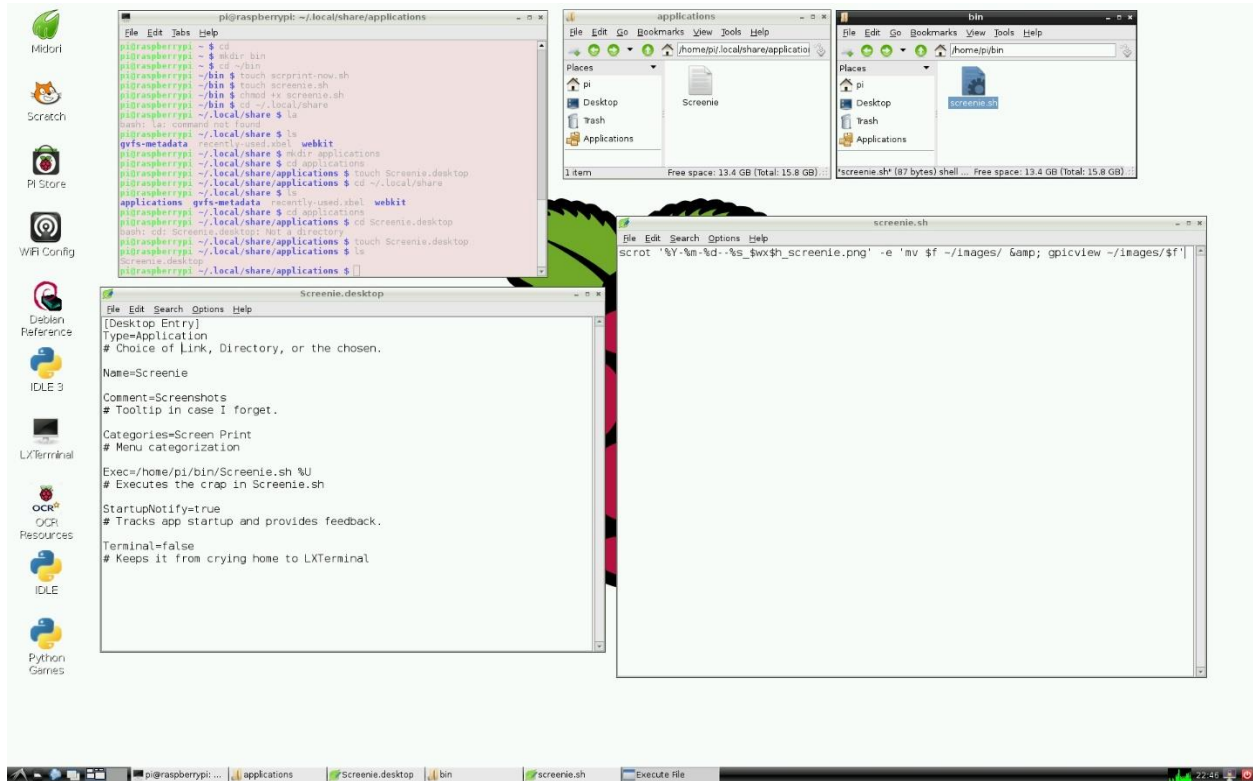 Midori
Scratch
Pi Store
WiFi Config
Debian
Reference
IDLE 3
LXTerminal
OCR
OCR
Resources
IDLE
Python
Games
pi@raspberrypi: ~/.local/share/applications
File Edit Tabs Help
pi@raspberrypi ~ $ cd
pi@raspberrypi ~ $ mkdir bin
pi@raspberrypi ~ $ cd ~/bin
pi@raspberrypi ~/bin $ touch scrprint-now.sh
pi@raspberrypi ~/bin $ touch screenie.sh
pi@raspberrypi ~/bin $ chmod +x screenie.sh
pi@raspberrypi ~/bin $ cd ~/.local/share
pi@raspberrypi ~/.local/share $ la
bash: la: command not found
pi@raspberrypi ~/.local/share $ ls
gvfs-metadata recently-used.xbel webkit
pi@raspberrypi ~/.local/share $ mkdir applications
pi@raspberrypi ~/.local/share $ cd applications
pi@raspberrypi ~/.local/share/applications $ touch Screenie.desktop
pi@raspberrypi ~/.local/share/applications $ cd ~/.local/share
pi@raspberrypi ~/.local/share $ ls
applications gvfs-metadata recently-used.xbel webkit
pi@raspberrypi ~/.local/share $ cd applications
pi@raspberrypi ~/.local/share/applications $ cd Screenie.desktop
bash: cd: Screenie.desktop: Not a directory
pi@raspberrypi ~/.local/share/applications $ touch Screenie.desktop
pi@raspberrypi ~/.local/share/applications $ ls
Screenie.desktop
pi@raspberrypi ~/.local/share/applications $
applications
File Edit Go Bookmarks View Tools Help
/home/pi/.local/share/applicatio
Places
pi
Desktop
Trash
Applications
Screenie
1 item Free space: 13.4 GB (Total: 15.8 GB)
bin
File Edit Go Bookmarks View Tools Help
/home/pi/bin
Places
pi
Desktop
Trash
Applications
screenie.sh
"screenie.sh" (87 bytes) shell ... Free space: 13.4 GB (Total: 15.8 GB)
Screenie.desktop
File Edit Search Options Help
[Desktop Entry]
Type=Application
# Choice of Link, Directory, or the chosen.
Name=Screenie
Comment=Screenshots
# Tooltip in case I forget.
Categories=Screen Print
# Menu categorization
Exec=/home/pi/bin/Screenie.sh %U
# Executes the crap in Screenie.sh
StartupNotify=true
# Tracks app startup and provides feedback.
Terminal=false
# Keeps it from crying home to LXTerminal
screenie.sh
File Edit Search Options Help
scrot '%Y-%m-%d--%s_$wx$h_screenie.png' -e 'mv $f ~/images/ &amp; gpicview ~/images/$f'
pi@raspberrypi: ... applications Screenie.desktop bin screenie.sh Execute File 22:46